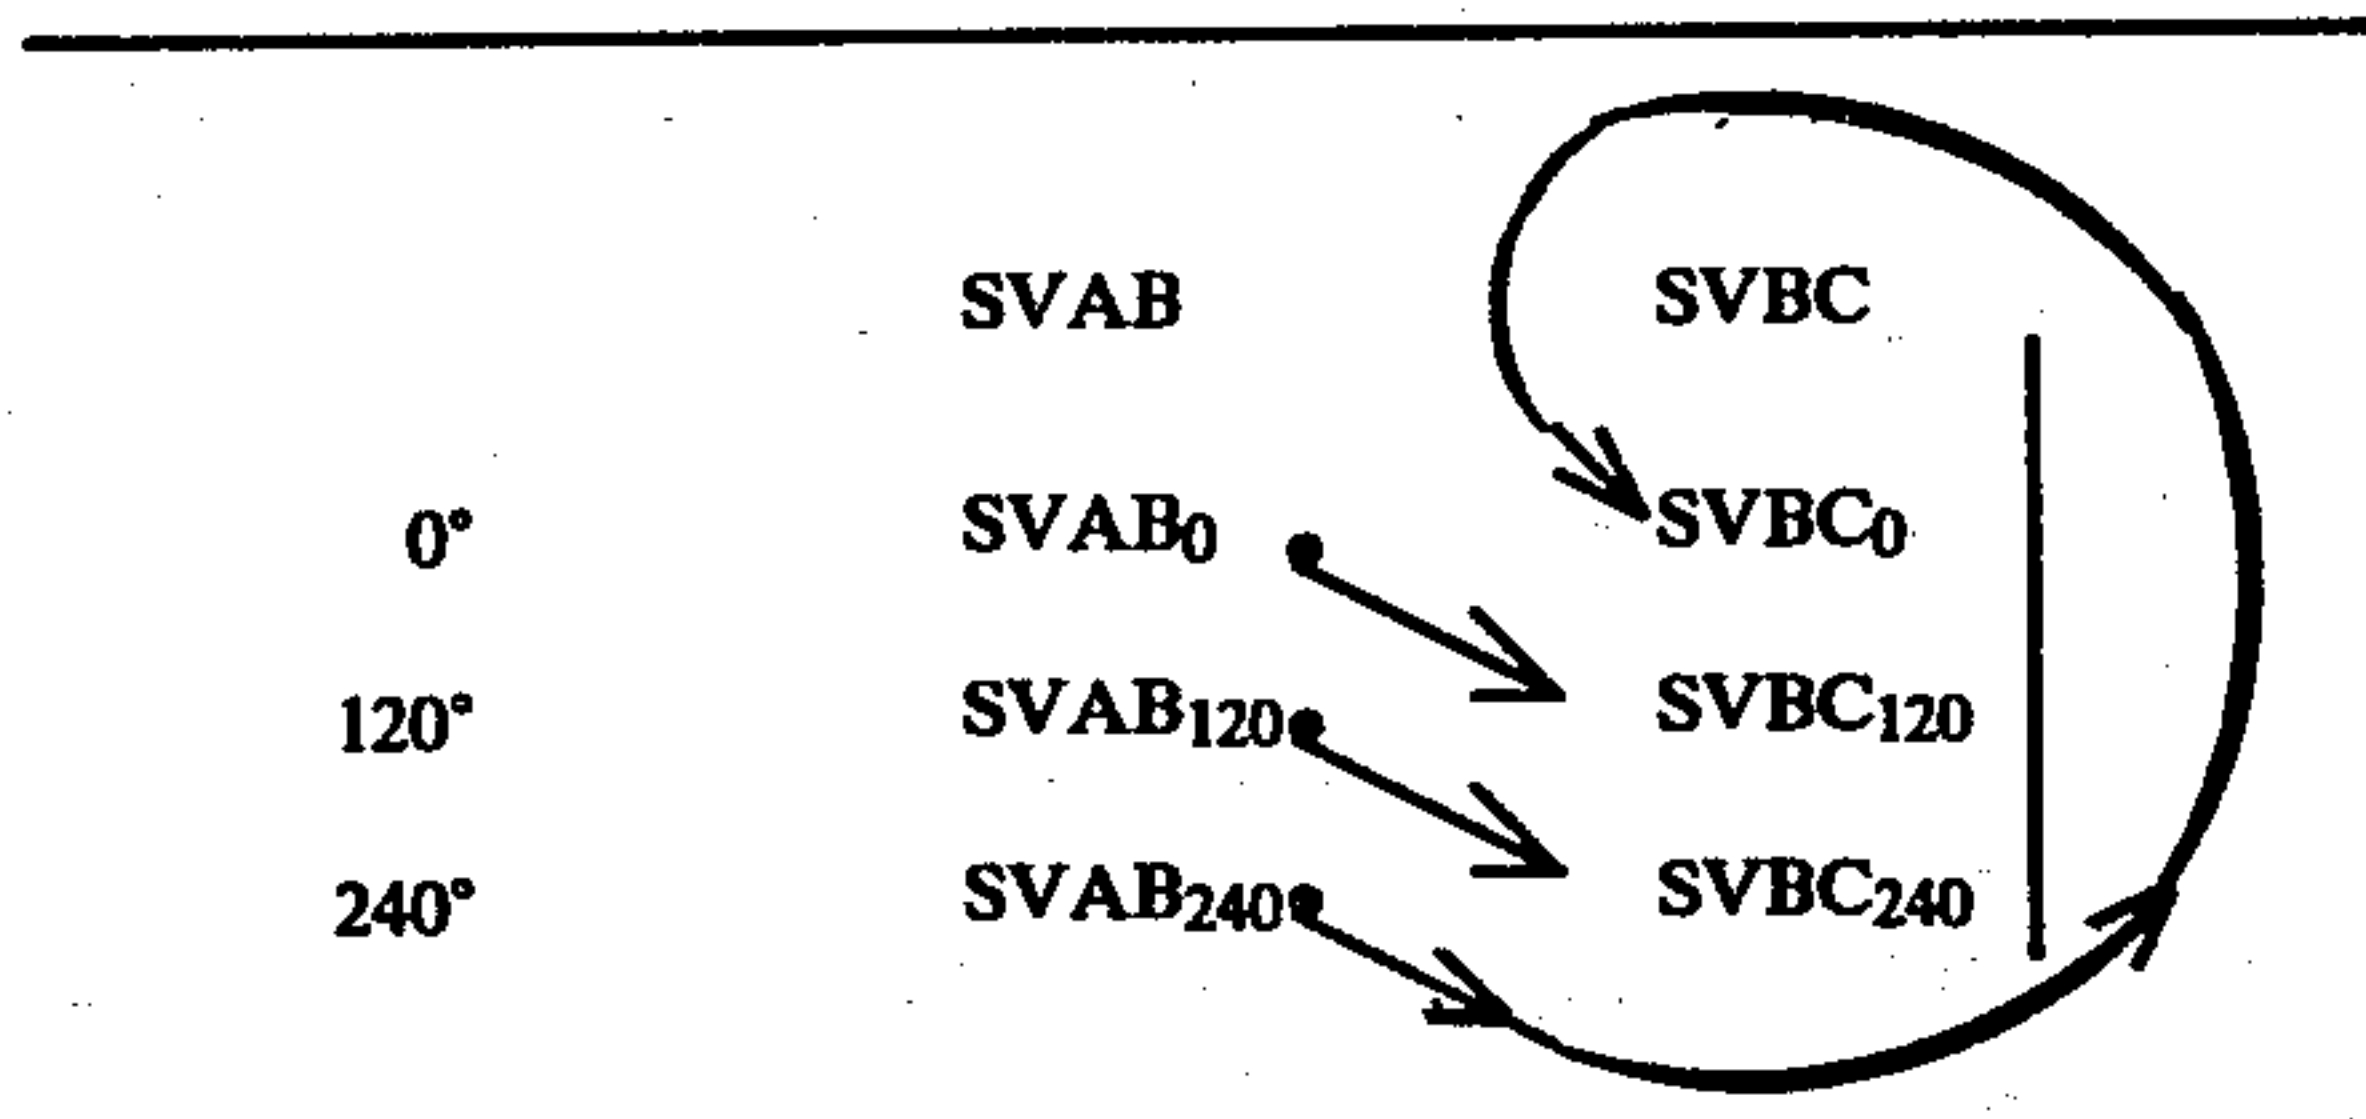 SVAB SVBC
0° SVAB₀ SVBC₀
120° SVAB₁₂₀ SVBC₁₂₀
240° SVAB₂₄₀ SVBC₂₄₀